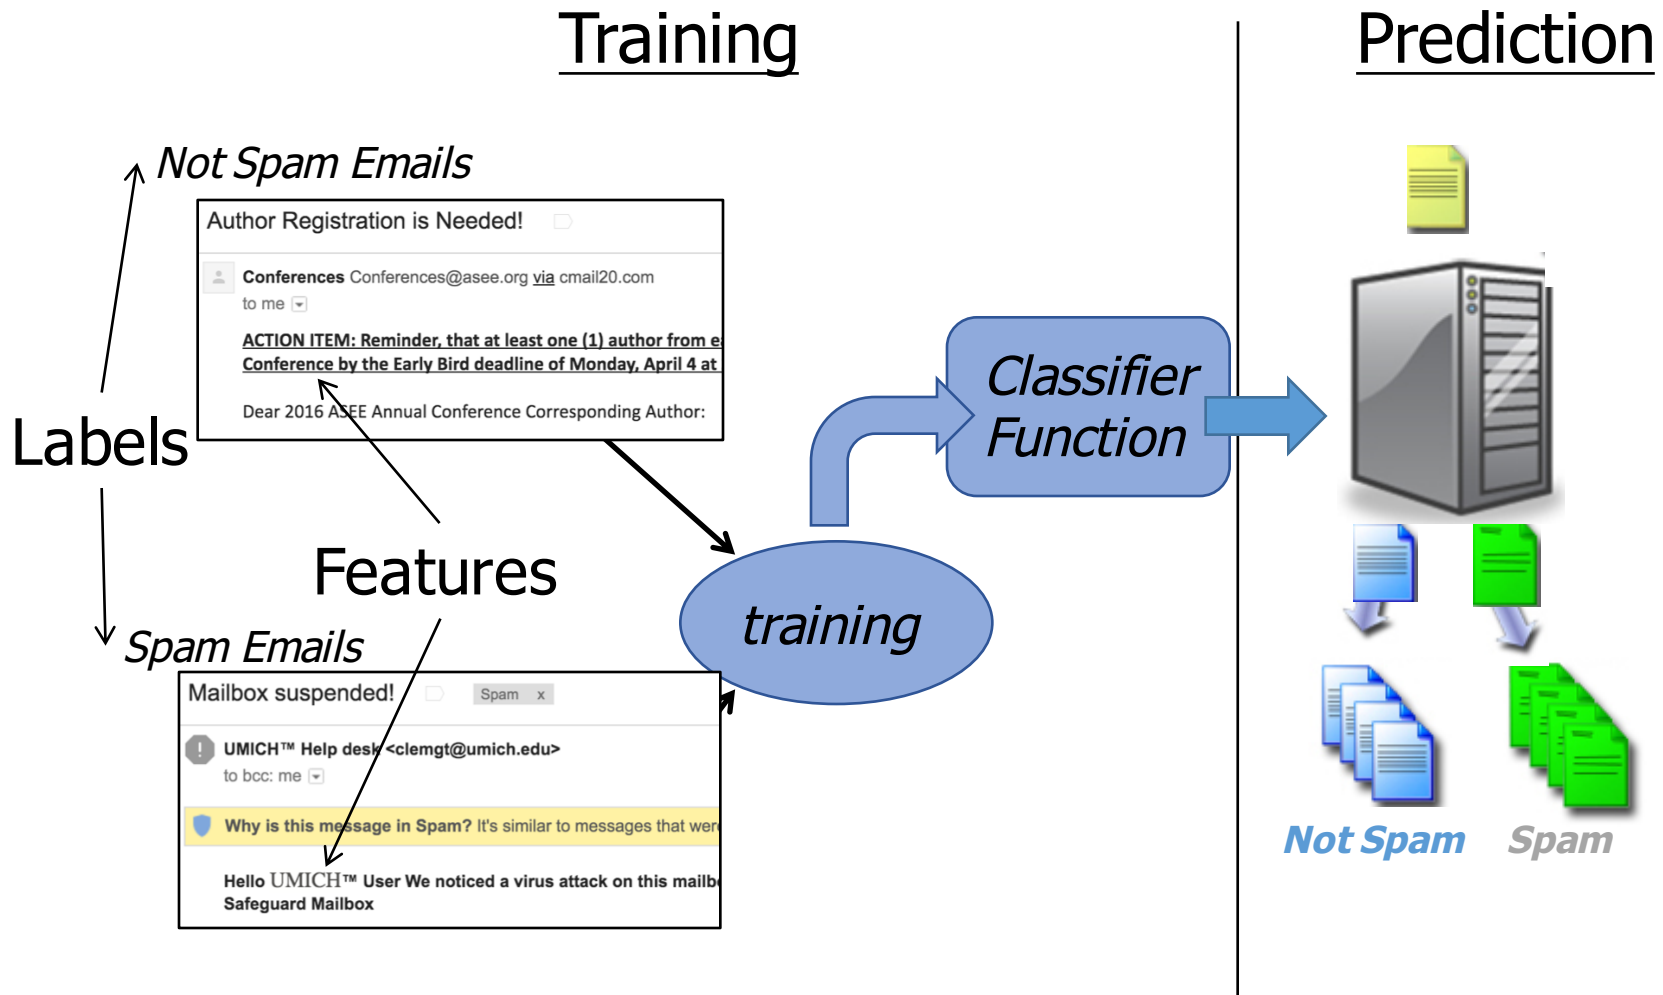 Training
Prediction
Not Spam Emails
Author Registration is Needed!
Conferences Conferences@asee.org via cmail20.com
to me
ACTION ITEM: Reminder, that at least one (1) author from
Conference by the Early Bird deadline of Monday, April 4 at
Dear 2016 ASEE Annual Conference Corresponding Author:
Labels
Features
Spam Emails
Mailbox suspended!
Spam x
UMICH™ Help desk <clemgt@umich.edu>
to bcc: me
Why is this message in Spam? It's similar to messages that were
Hello UMICH™ User We noticed a virus attack on this
Safeguard Mailbox
training
Classifier
Function
Not Spam
Spam